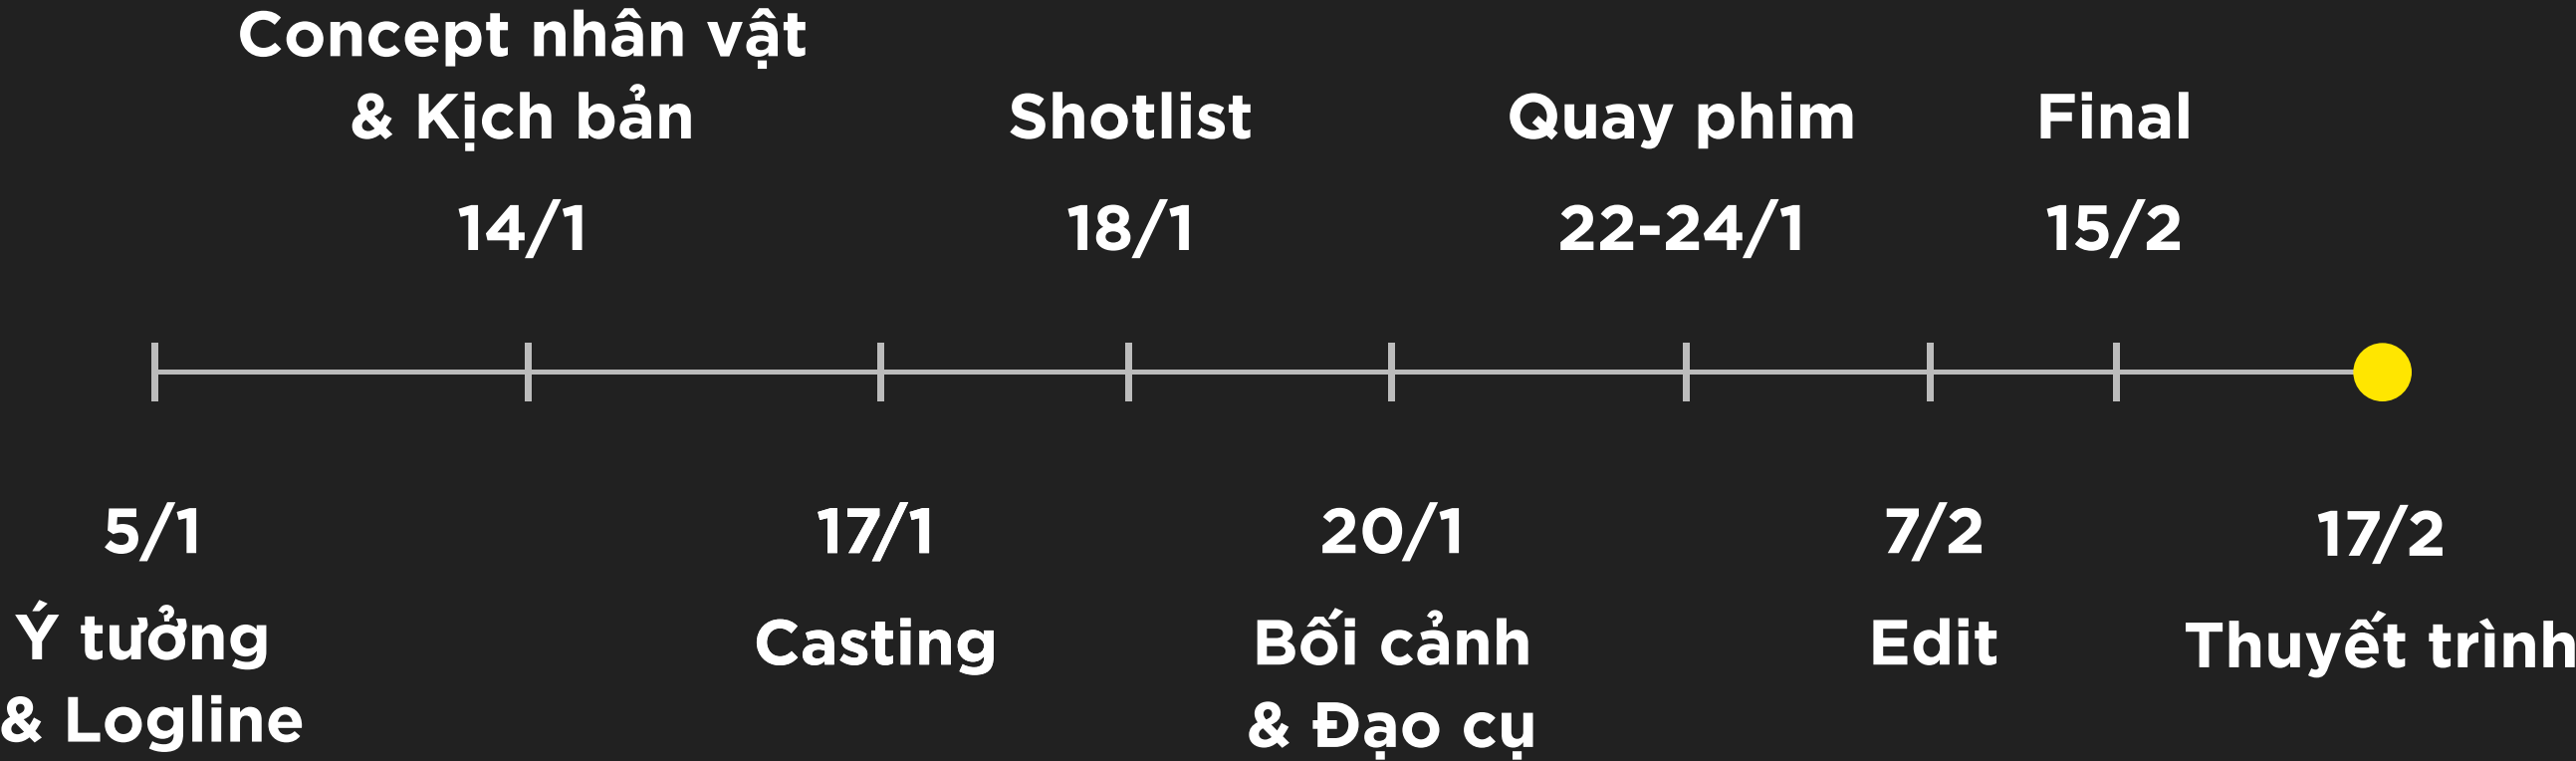 Concept nhân vật
& Kịch bản
14/1
Shotlist
18/1
Quay phim
22-24/1
Final
15/2
5/1
Ý tưởng
& Logline
17/1
Casting
20/1
Bối cảnh
& Đạo cụ
7/2
Edit
17/2
Thuyết trình